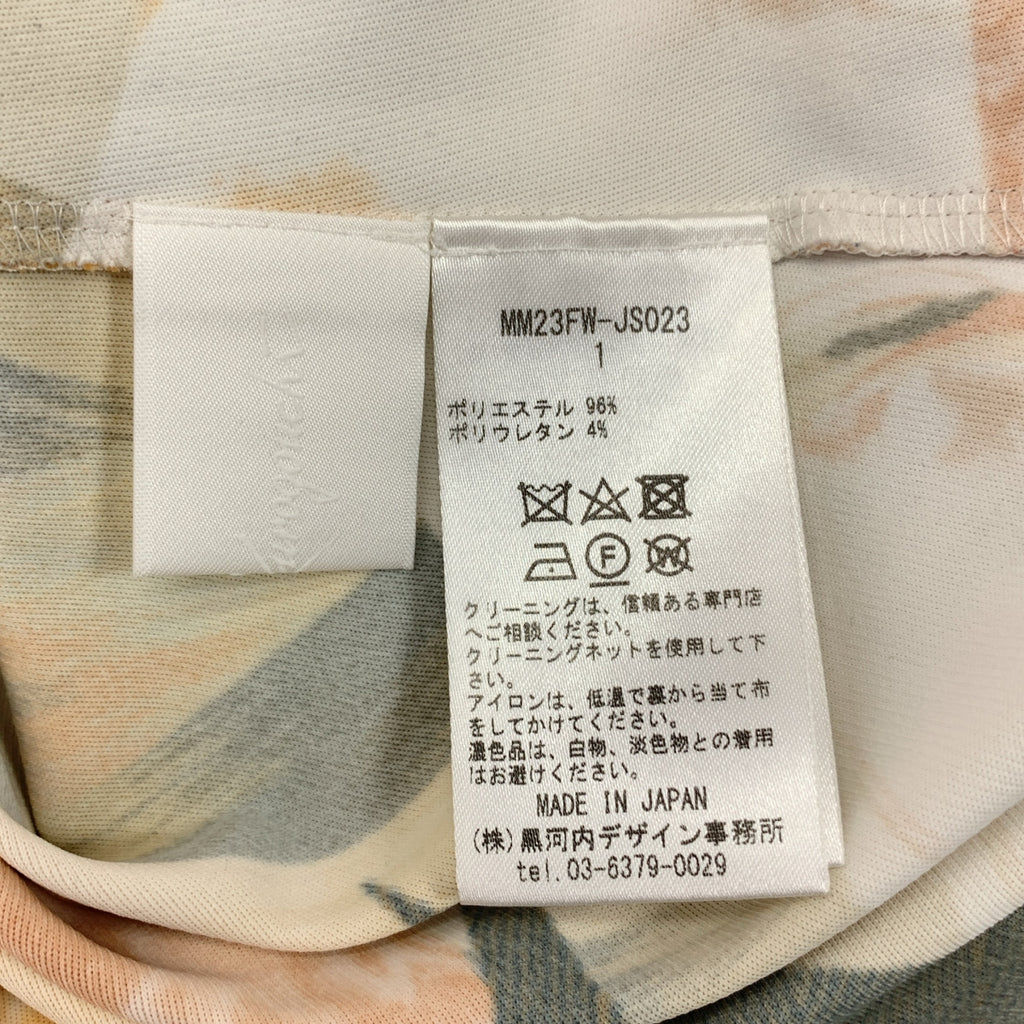 MM23FW-JS023
1
ポリエステル 96%
ポリウレタン 4%
F
W
クリーニングは、信頼ある専門店
へご相談ください。
クリーニングネットを使用して下
さい。
アイロンは、低温で裏から当て布
をしてかけてください。
濃色品は、白物、淡色物との着用
はお避けください。
MADE IN JAPAN
(株)黒河内デザイン事務所
tel.03-6379-0029